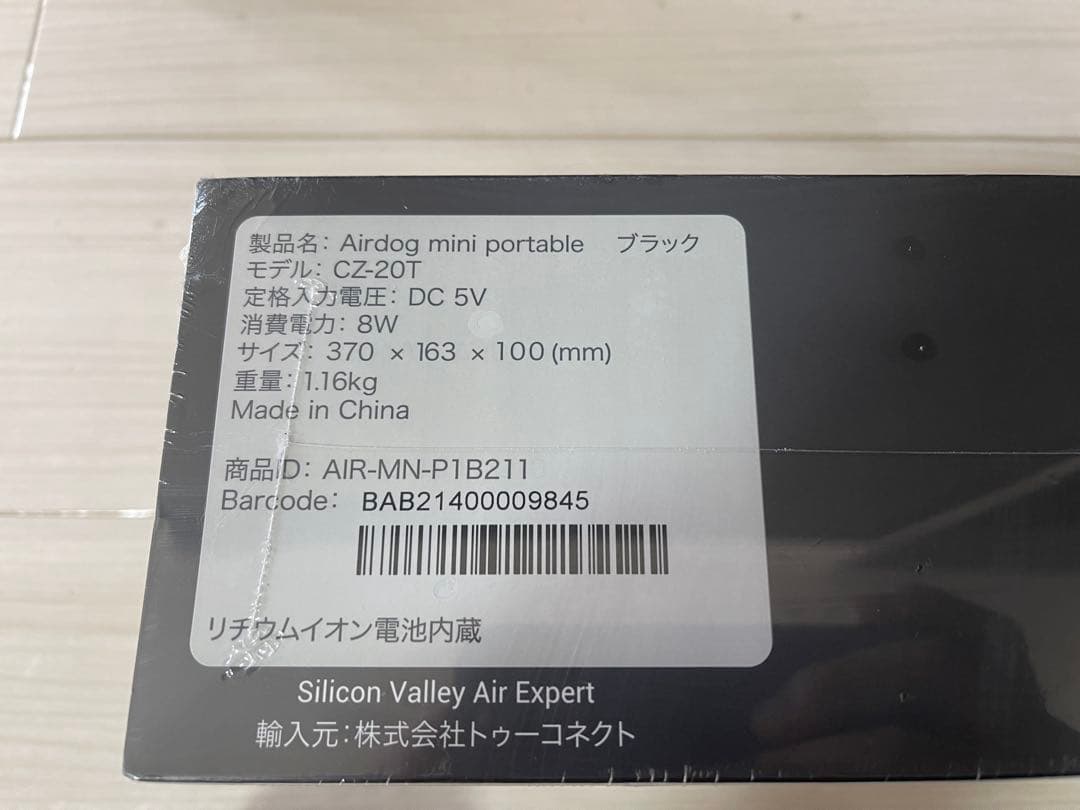 製品名: Airdog mini portable ブラック
モデル: CZ-20T
定格入力電圧: DC 5V
消費電力: 8W
サイズ: 370 × 163 × 100 (mm)
重量: 1.16kg
Made in China
商品ID: AIR-MN-P1B211
Barcode: BAB21400009845
リチウムイオン電池内蔵
Silicon Valley Air Expert
輸入元:株式会社トゥーコネクト